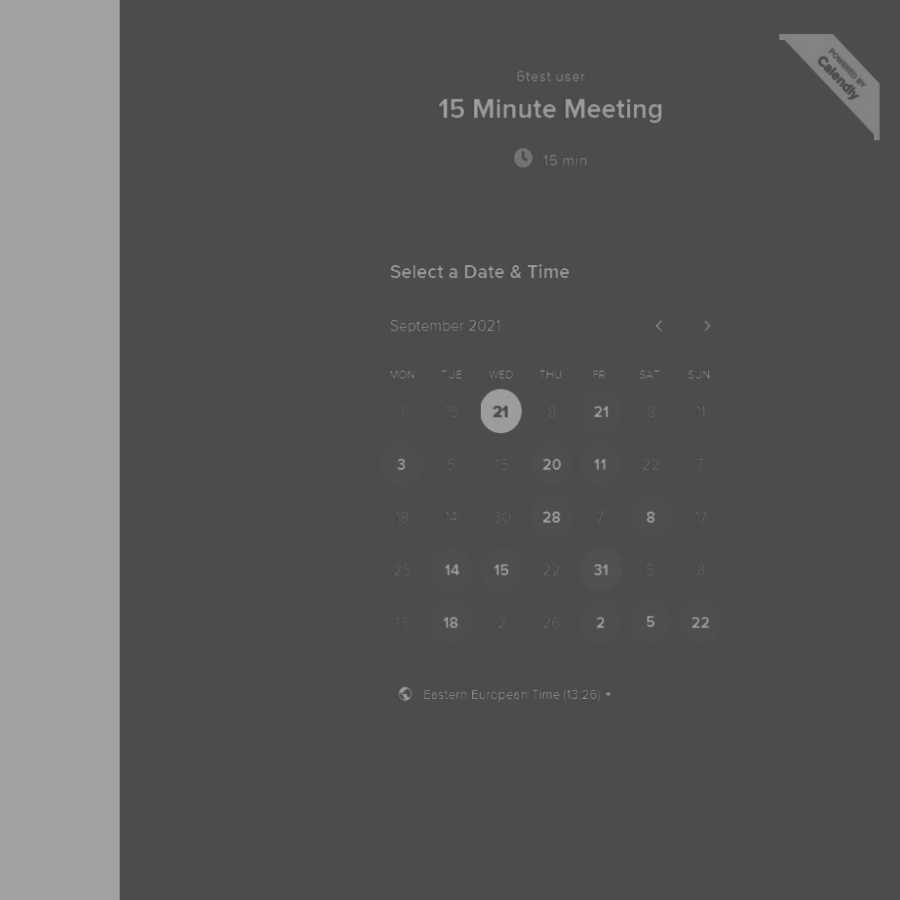 POWERED BY
Calendly
6test user
15 Minute Meeting
15 min
Select a Date & Time
September 2021
MON TUE WED THU FRI SAT SUN
1 15 21 8 21 8 11
3 5 15 20 11 22 7
18 14 30 28 7 8 17
25 14 15 22 31 5 8
15 18 2 26 2 5 22
Eastern European Time (13:26)